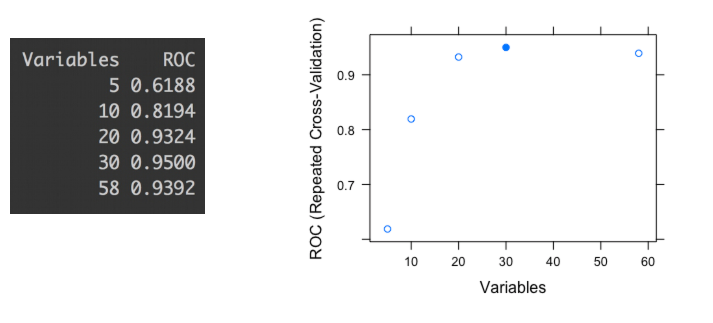 Variables ROC
5 0.6188
10 0.8194
20 0.9324
30 0.9500
58 0.9392
ROC (Repeated Cross-Validation)
0.9
0.8
0.7
10 20 30 40 50 60
Variables